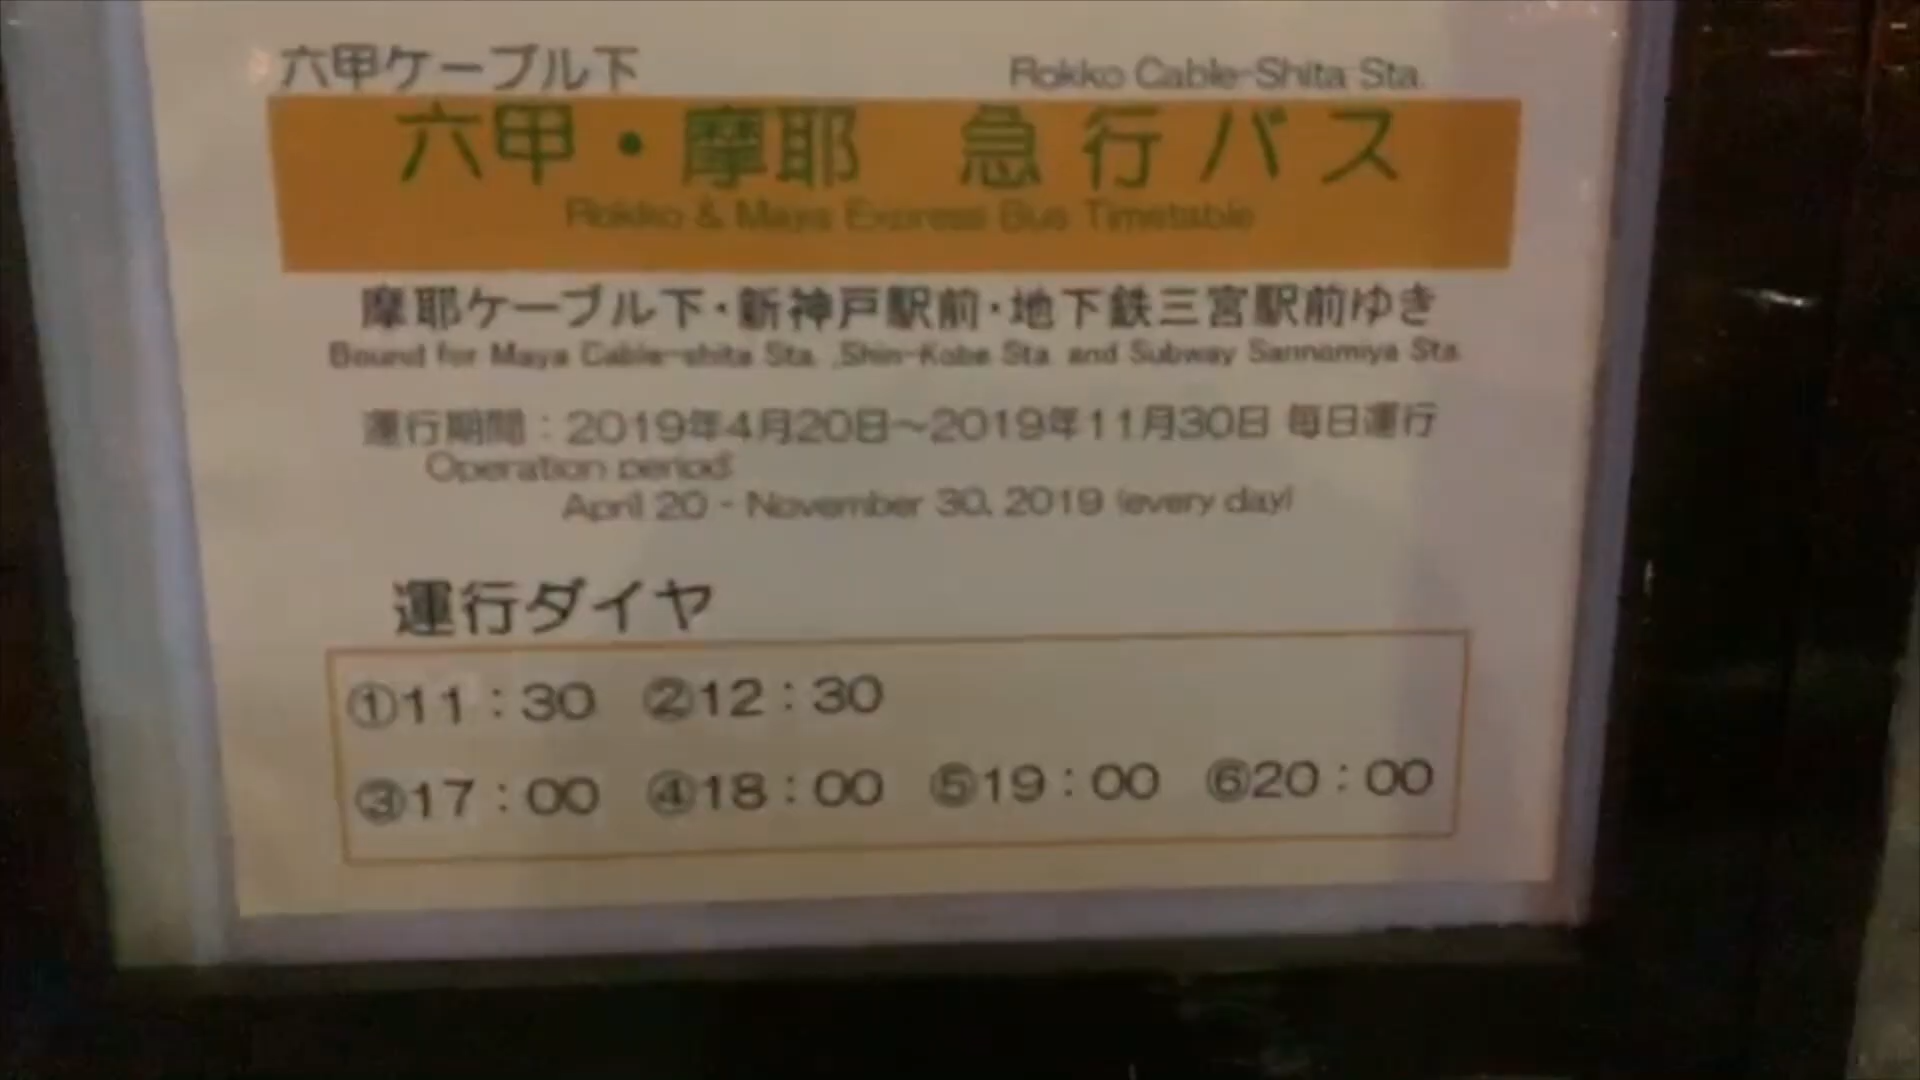 六甲ケーブル下 Rokko Cable-Shita Sta.
六甲・摩耶 急行バス
Rokko & Maya Express Bus Timetable
摩耶ケーブル下・新神戸駅前・地下鉄三宮駅前ゆき
Bound for Maya Cable-shita Sta. ,Shin-Kobe Sta. and Subway Sannomiya Sta.
運行期間：2019年4月20日～2019年11月30日 毎日運行
Operation period:
April 20 - November 30, 2019 (every day)
運行ダイヤ
①11：30 ②12：30
③17：00 ④18：00 ⑤19：00 ⑥20：00